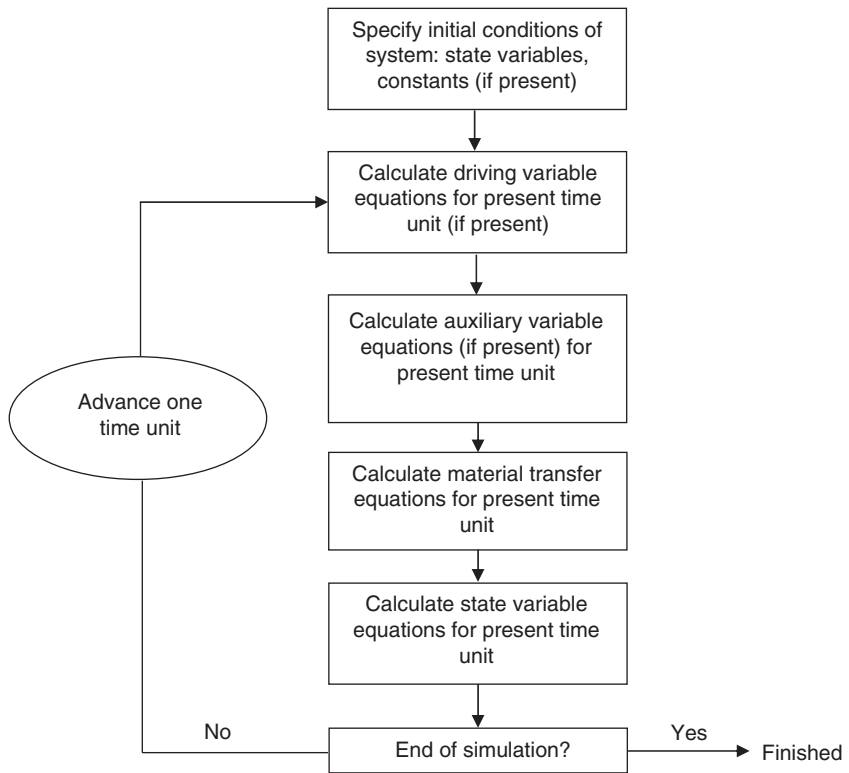 Specify initial conditions of
system: state variables,
constants (if present)
Calculate driving variable
equations for present time
unit (if present)
Calculate auxiliary variable
equations (if present) for
present time unit
Advance one
time unit
Calculate material transfer
equations for present time
unit
Calculate state variable
equations for present time
unit
No
End of simulation?
Yes
Finished